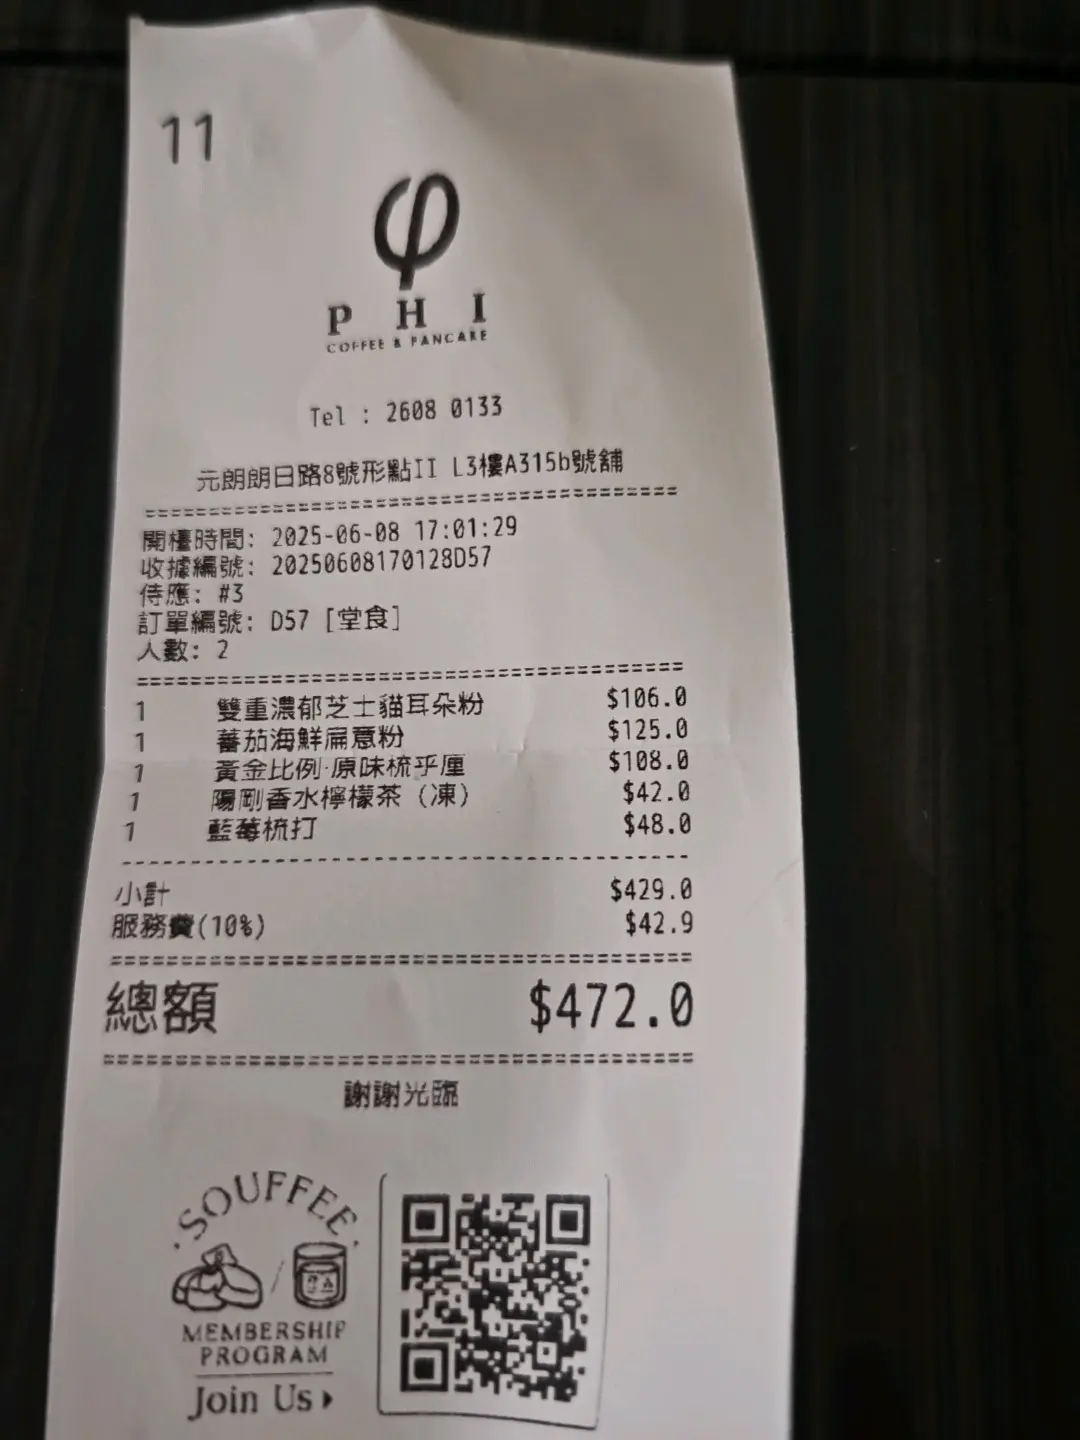 11
φ
PHI
COFFEE & PANCAKE
Tel : 2608 0133
元朗朗日路8號形點II L3樓A315b號舖
開檯時間: 2025-06-08 17:01:29
收據編號: 20250608170128D57
侍應: #3
訂單編號: D57 [堂食]
人數: 2
1 雙重濃郁芝士貓耳朵粉 $106.0
1 蕃茄海鮮扁意粉 $125.0
1 黃金比例·原味梳乎厘 $108.0
1 陽剛香水檸檬茶 (凍) $42.0
1 藍莓梳打 $48.0
小計 $429.0
服務費(10%) $42.9
總額 $472.0
謝謝光臨
SOUFFEE
MEMBERSHIP
PROGRAM
Join Us